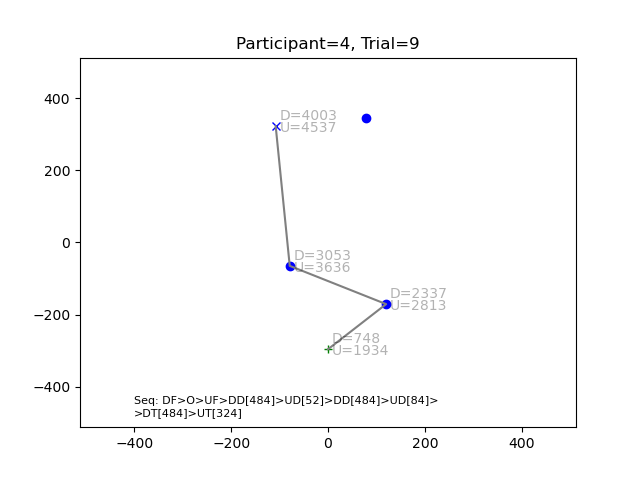 Participant=4, Trial=9
400
200
0
−200
−400
−400
−200
0
200
400
D=4003
U=4537
D=3053
U=3636
D=2337
U=2813
D=748
U=1934
Seq: DF>O>UF>DD[484]>UD[52]>DD[484]>UD[84]>
>DT[484]>UT[324]